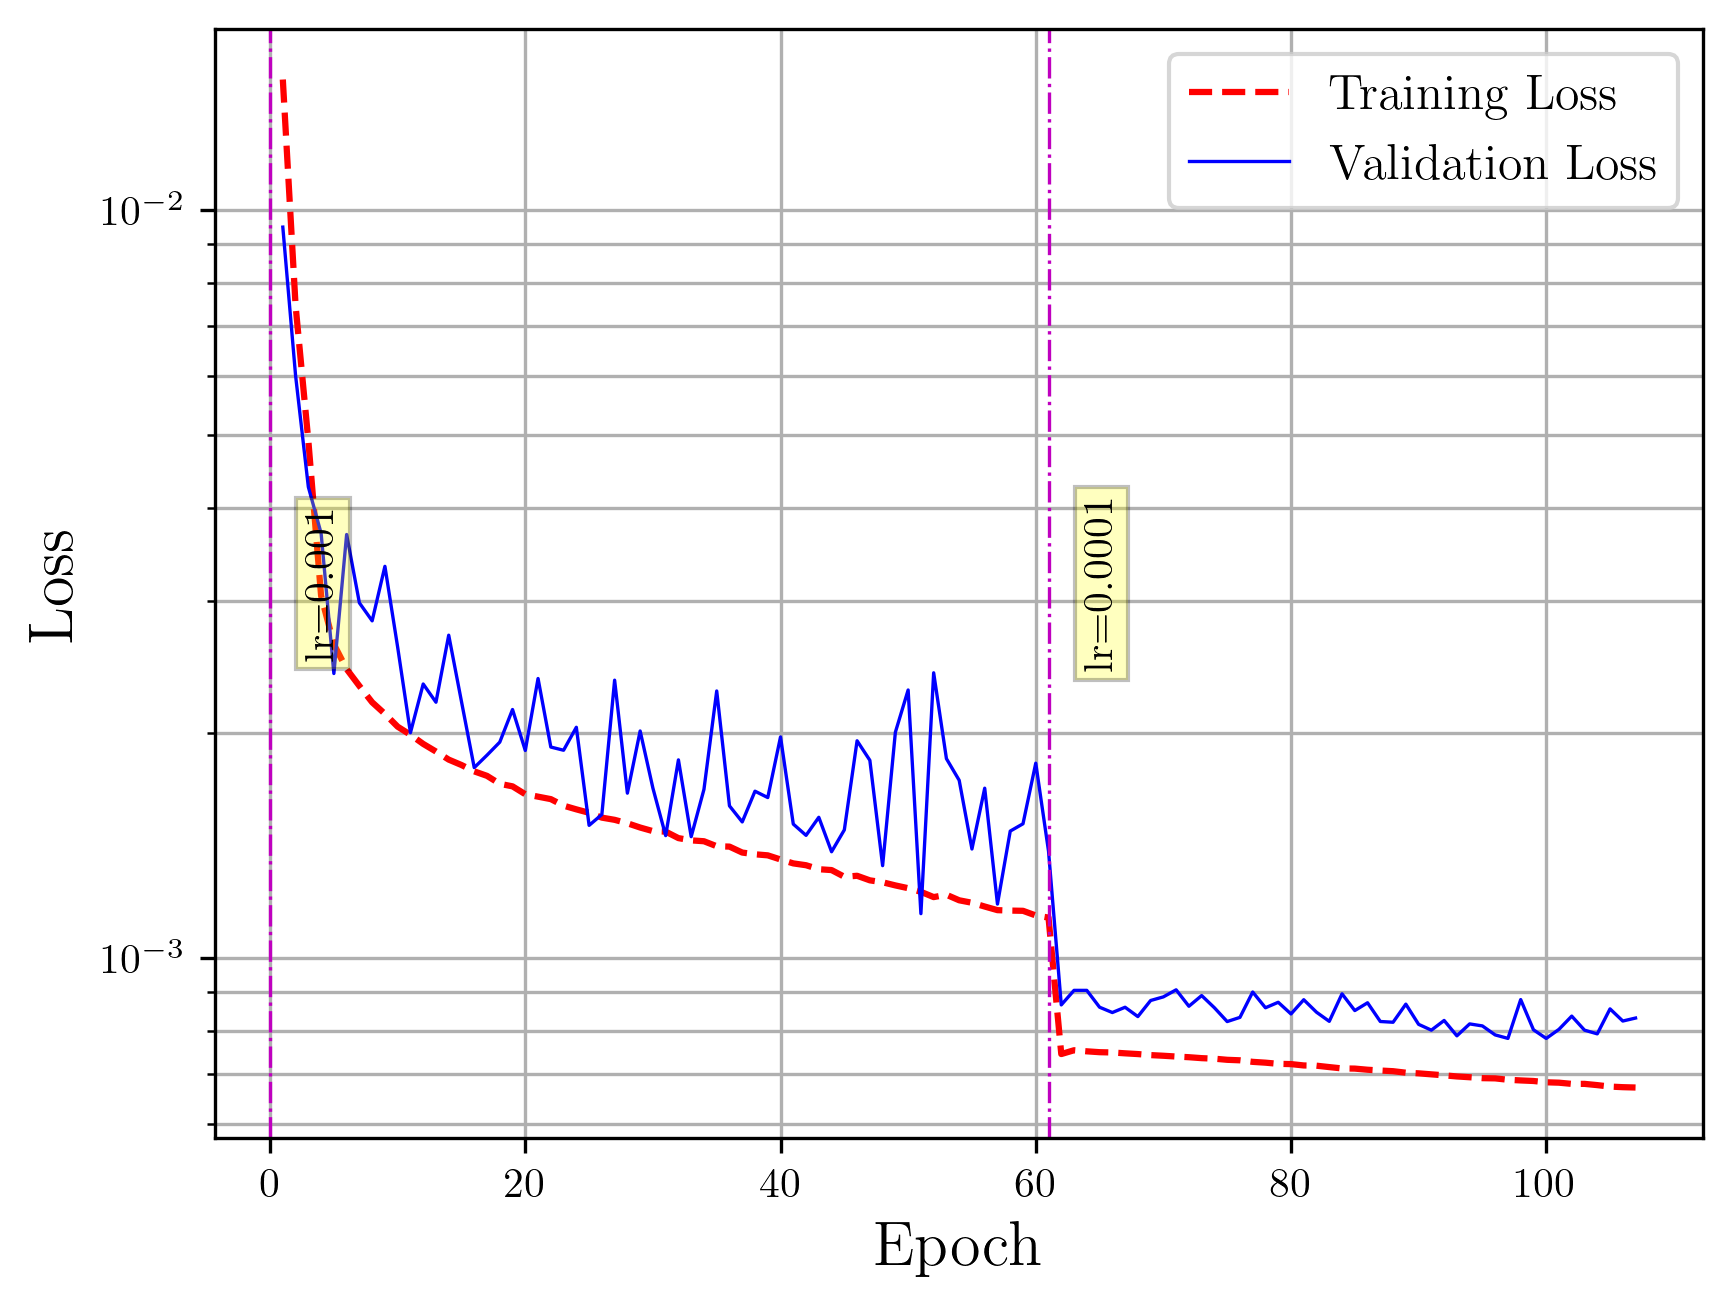 Training Loss
Validation Loss
10⁻²
10⁻³
Loss
lr=0.001
lr=0.0001
0 20 40 60 80 100
Epoch